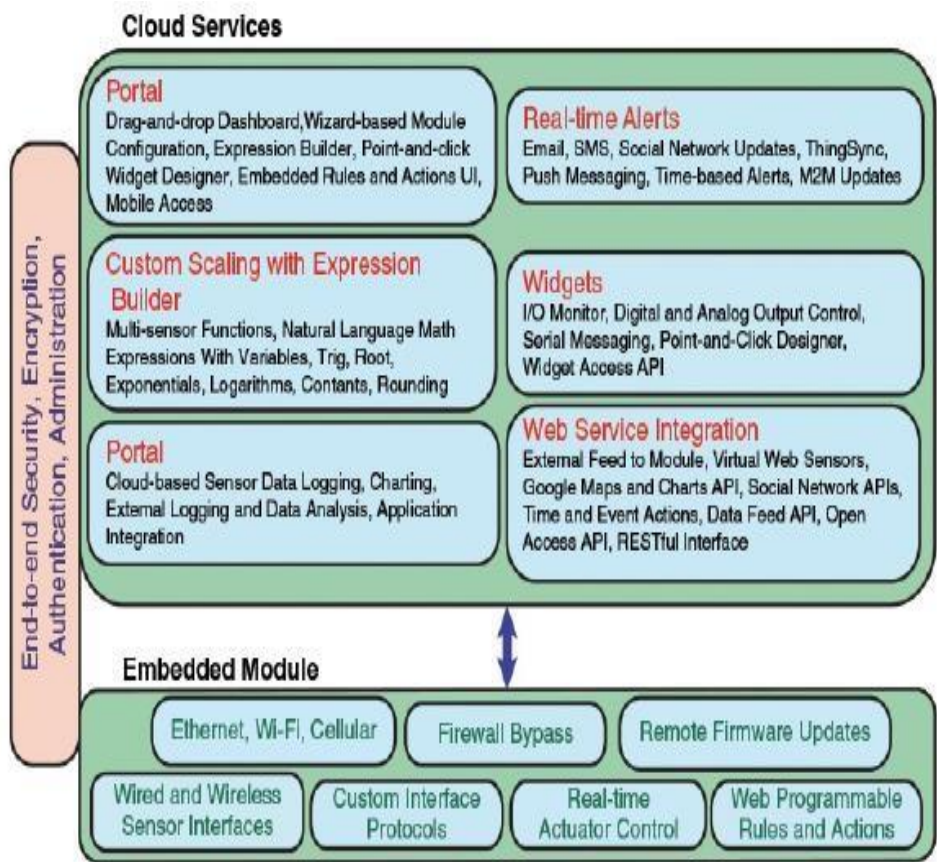 Cloud Services
Portal
Drag-and-drop Dashboard,Wizard-based Module
Configuration, Expression Builder, Point-and-click
Widget Designer, Embedded Rules and Actions UI,
Mobile Access
Real-time Alerts
Email, SMS, Social Network Updates, ThingSync,
Push Messaging, Time-based Alerts, M2M Updates
Custom Scaling with Expression
Builder
Multi-sensor Functions, Natural Language Math
Expressions With Variables, Trig, Root,
Exponentials, Logarithms, Contants, Rounding
Widgets
I/O Monitor, Digital and Analog Output Control,
Serial Messaging, Point-and-Click Designer,
Widget Access API
Portal
Cloud-based Sensor Data Logging, Charting,
External Logging and Data Analysis, Application
Integration
Web Service Integration
External Feed to Module, Virtual Web Sensors,
Google Maps and Charts API, Social Network APIs,
Time and Event Actions, Data Feed API, Open
Access API, RESTful Interface
End-to-end Security, Encryption,
Authentication, Administration
Embedded Module
Ethernet, Wi-Fi, Cellular
Firewall Bypass
Remote Firmware Updates
Wired and Wireless
Sensor Interfaces
Custom Interface
Protocols
Real-time
Actuator Control
Web Programmable
Rules and Actions